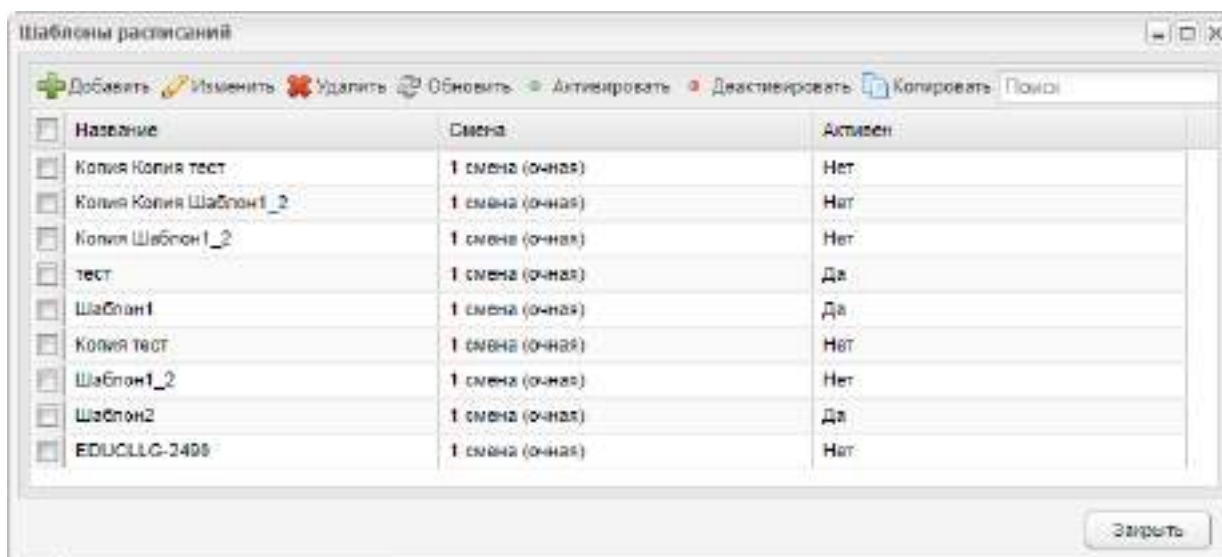 Шаблоны расписаний
Добавить Изменить Удалить Обновить Активировать Деактивировать Копировать Поиск
Название Смена Активен
Копия Копия тест 1 смена (очная) Нет
Копия Копия Шаблон1_2 1 смена (очная) Нет
Копия Шаблон1_2 1 смена (очная) Нет
тест 1 смена (очная) Да
Шаблон1 1 смена (очная) Да
Копия тест 1 смена (очная) Нет
Шаблон1_2 1 смена (очная) Нет
Шаблон2 1 смена (очная) Да
1 смена (очная) Нет
Закрыть